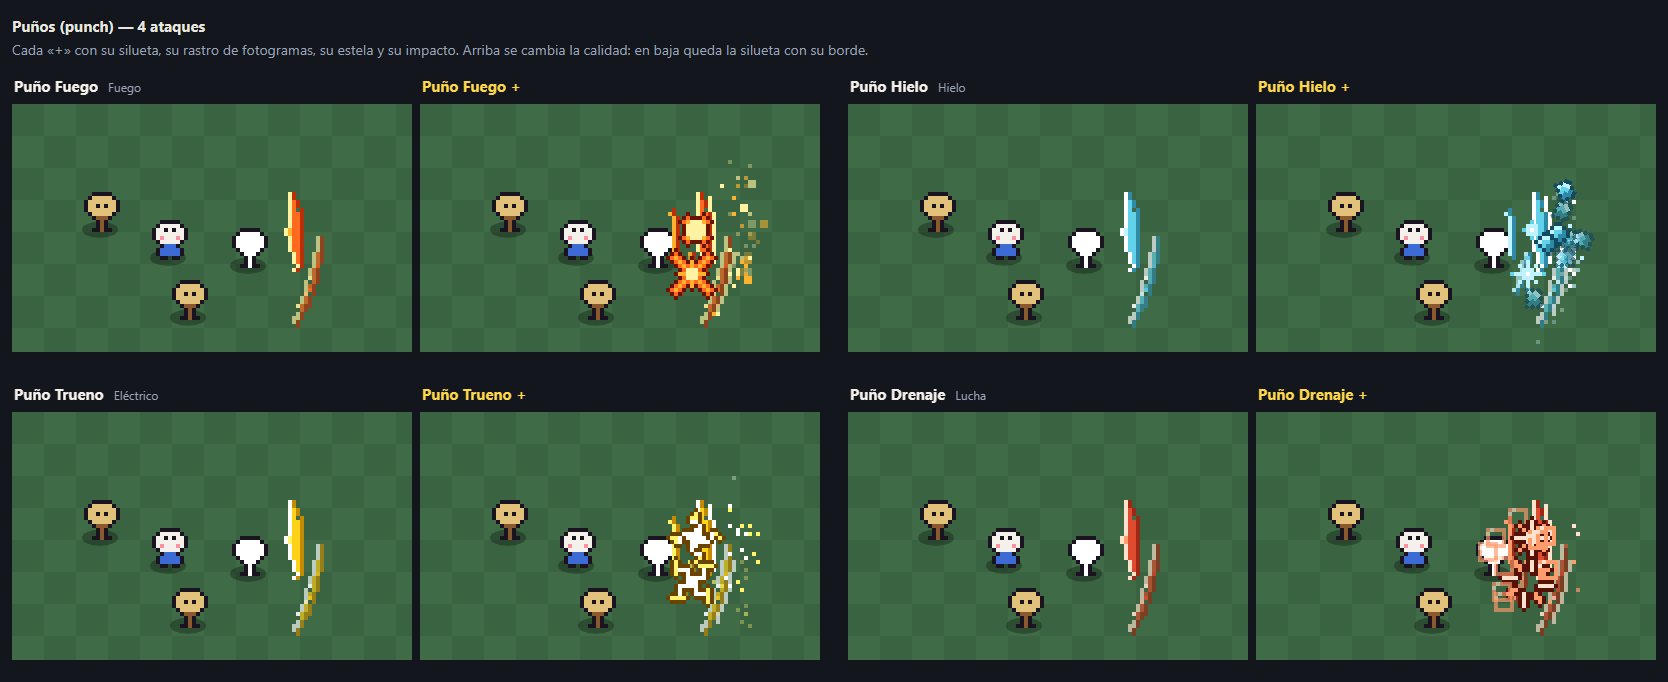 Puños (punch) — 4 ataques
Cada «+» con su silueta, su rastro de fotogramas, su estela y su impacto. Arriba se cambia la calidad: en baja queda la silueta con su borde.
Puño Fuego Fuego
Puño Fuego +
Puño Hielo Hielo
Puño Hielo +
Puño Trueno Eléctrico
Puño Trueno +
Puño Drenaje Lucha
Puño Drenaje +